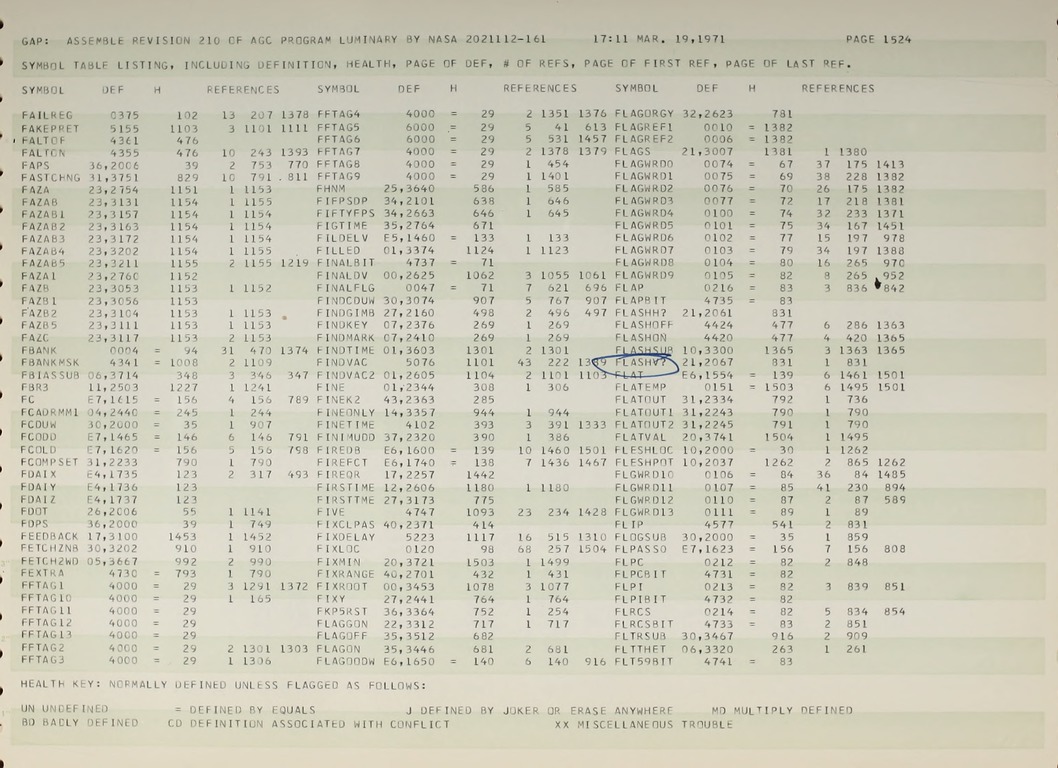 GAP: ASSEMBLE REVISION 210 OF AGC PROGRAM LUMINARY BY NASA 2021112-161 17:11 MAR. 19,1971 PAGE 1524
SYMBOL TABLE LISTING, INCLUDING DEFINITION, HEALTH, PAGE OF DEF, # OF REFS, PAGE OF FIRST REF, PAGE OF LAST REF.
SYMBOL DEF H REFERENCES SYMBOL DEF H REFERENCES SYMBOL DEF H REFERENCES
FAILREG 0375 102 13 207 1378 FFTAG4 4000 = 29 2 1351 1376 FLAGORGY 32,2623 781
FAKEPRET 5155 1103 3 1101 1111 FFTAG5 6000 = 29 5 41 613 FLAGREF1 0010 = 1382
FALTOF 4361 476 FFTAG6 6000 = 29 5 531 1457 FLAGREF2 0006 = 1382
FALTON 4355 476 10 243 1393 FFTAG7 4000 = 29 2 1378 1379 FLAGS 21,3007 1381 1 1380
FAPS 36,2006 39 2 753 770 FFTAG8 4000 = 29 1 454 FLAGWRD0 0074 = 67 37 175 1413
FASTCHNG 31,3751 829 10 791 811 FFTAG9 4000 = 29 1 1401 FLAGWRD1 0075 = 69 38 228 1382
FAZA 23,2754 1151 1 1153 FHNM 25,3640 586 1 585 FLAGWRD2 0076 = 70 26 175 1382
FAZAB 23,3131 1154 1 1155 FIFPSDP 34,2101 638 1 646 FLAGWRD3 0077 = 72 17 218 1381
FAZAB1 23,3157 1154 1 1154 FIFTYFPS 34,2663 646 1 645 FLAGWRD4 0100 = 74 32 233 1371
FAZAB2 23,3163 1154 1 1154 FIGTIME 35,2764 671 FLAGWRD5 0101 = 75 34 167 1451
FAZAB3 23,3172 1154 1 1154 FILDELV E5,1460 = 133 1 133 FLAGWRD6 0102 = 77 15 197 978
FAZAB4 23,3202 1154 1 1155 FILLED 01,3374 1124 1 1123 FLAGWRD7 0103 = 79 34 197 1388
FAZAB5 23,3211 1155 2 1155 1219 FINALBIT 4737 = 71 FLAGWRD8 0104 = 80 16 265 970
FAZA1 23,2760 1152 FINALDV 00,2625 1062 3 1055 1061 FLAGWRD9 0105 = 82 8 265 952
FAZB 23,3053 1153 1 1152 FINALFLG 0047 = 71 7 621 696 FLAP 0216 = 83 3 836 842
FAZB1 23,3056 1153 FINDCDUW 30,3074 907 5 767 907 FLAPBIT 4735 = 83
FAZB2 23,3104 1153 1 1153 FINDGIMB 27,2160 498 2 496 497 FLASHH? 21,2061 831
FAZB5 23,3111 1153 1 1153 FINDKEY 07,2376 269 1 269 FLASHOFF 4424 477 6 286 1363
FAZC 23,3117 1153 2 1153 FINDMARK 07,2410 269 1 269 FLASHON 4420 477 4 420 1365
FBANK 0004 = 94 31 470 1374 FINDTIME 01,3603 1301 2 1301 FLASHSUB 10,3300 1365 3 1363 1365
FBANKMSK 4341 = 1008 2 1109 FINDVAC 5076 1101 43 222 FLASHV? 21,2067 831 1 831
FBIASSUB 06,3714 348 3 346 347 FINDVAC2 01,2605 1104 2 1101 1103 FLAT E6,1554 = 139 6 1461 1501
FBR3 11,2503 1227 1 1241 FINE 01,2344 308 1 306 FLATEMP 0151 = 1503 6 1495 1501
FC E7,1615 = 156 4 156 789 FINEK2 43,2363 285 FLATOUT 31,2334 792 1 736
FCADRMM1 04,2440 = 245 1 244 FINEONLY 14,3357 944 1 944 FLATOUT1 31,2243 790 1 790
FCDUW 30,2000 = 35 1 907 FINETIME 4102 393 3 391 1333 FLATOUT2 31,2245 791 1 790
FCODD E7,1465 = 146 6 146 791 FINIMUDD 37,2320 390 1 386 FLATVAL 20,3741 1504 1 1495
FCOLD E7,1620 = 156 5 156 798 FIREDB E6,1600 = 139 10 1460 1501 FLESHLOC 10,2000 = 30 1 1262
FCOMPSET 31,2233 790 1 790 FIREFCT E6,1740 = 138 7 1436 1467 FLESHPOT 10,2037 1262 2 865 1262
FDAIX E4,1735 123 2 317 493 FIREQR 17,2257 1442 FLGWRD10 0106 = 84 36 84 1485
FDAIY E4,1736 123 FIRSTIME 12,2606 1180 1 1180 FLGWRD11 0107 = 85 41 230 894
FDAIZ E4,1737 123 FIRSTTME 27,3173 775 FLGWRD12 0110 = 87 2 87 589
FDOT 26,2006 55 1 1141 FIVE 4747 1093 23 234 1428 FLGWRD13 0111 = 89 1 89
FDPS 36,2000 39 1 749 FIXCLPAS 40,2371 414 FLIP 4577 541 2 831
FEEDBACK 17,3100 1453 1 1452 FIXDELAY 5223 1117 16 515 1310 FLOGSUB 30,2000 = 35 1 859
FETCHZNB 30,3202 910 1 910 FIXLOC 0120 98 68 257 1504 FLPASS0 E7,1623 = 156 7 156 808
FETCH2WD 05,3667 992 2 990 FIXMIN 20,3721 1503 1 1499 FLPC 0212 = 82 2 848
FEXTRA 4730 = 793 1 790 FIXRANGE 40,2701 432 1 431 FLPCBIT 4731 = 82
FFTAG1 4000 = 29 3 1291 1372 FIXROOT 00,3453 1078 3 1077 FLPI 0213 = 82 3 839 851
FFTAG10 4000 = 29 1 165 FIXY 27,2441 764 1 764 FLPIBIT 4732 = 82
FFTAG11 4000 = 29 FKP5RST 36,3364 752 1 254 FLRCS 0214 = 82 5 834 854
FFTAG12 4000 = 29 FLAGGON 22,3312 717 1 717 FLRCSBIT 4733 = 83 2 851
FFTAG13 4000 = 29 FLAGOFF 35,3512 682 FLTRSUB 30,3467 916 2 909
FFTAG2 4000 = 29 2 1301 1303 FLAGON 35,3446 681 2 681 FLTTHET 06,3320 263 1 261
FFTAG3 4000 = 29 1 1306 FLAGOODW E6,1650 = 140 6 140 916 FLT59BIT 4741 = 83
HEALTH KEY: NORMALLY DEFINED UNLESS FLAGGED AS FOLLOWS:
UN UNDEFINED = DEFINED BY EQUALS J DEFINED BY JOKER OR ERASE ANYWHERE MD MULTIPLY DEFINED
BD BADLY DEFINED CD DEFINITION ASSOCIATED WITH CONFLICT XX MISCELLANEOUS TROUBLE